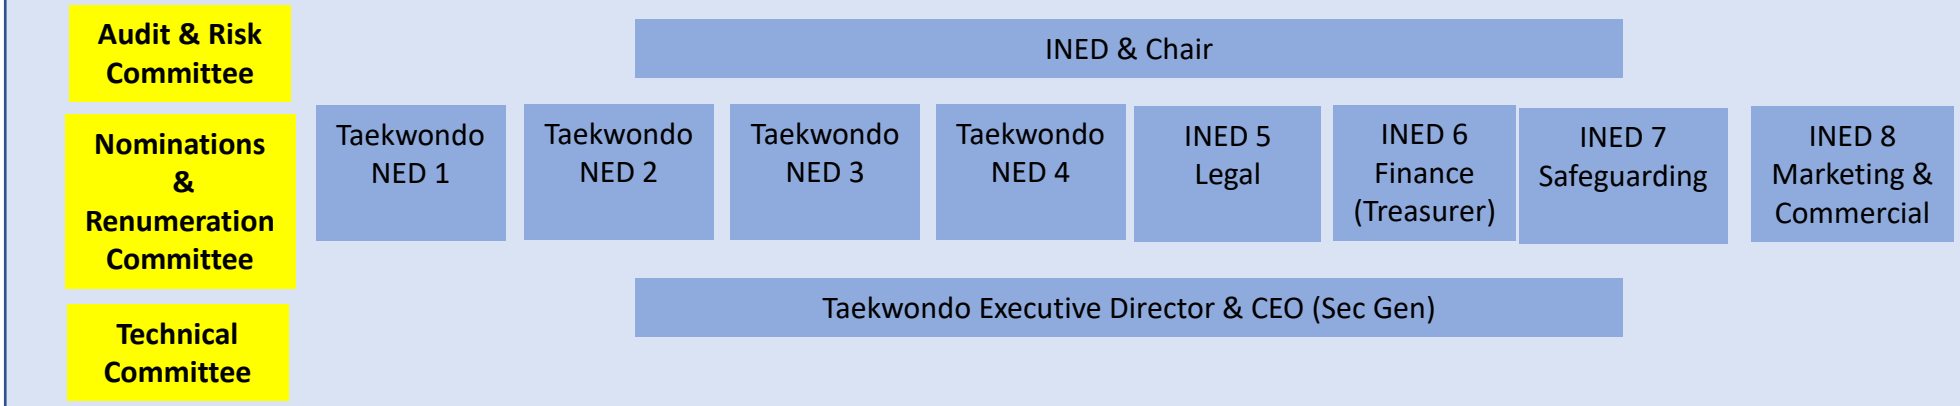 Audit & Risk
Committee
INED & Chair
Nominations
&
Renumeration
Committee
Taekwondo
NED 1
Taekwondo
NED 2
Taekwondo
NED 3
Taekwondo
NED 4
INED 5
Legal
INED 6
Finance
(Treasurer)
INED 7
Safeguarding
INED 8
Marketing &
Commercial
Taekwondo Executive Director & CEO (Sec Gen)
Technical
Committee